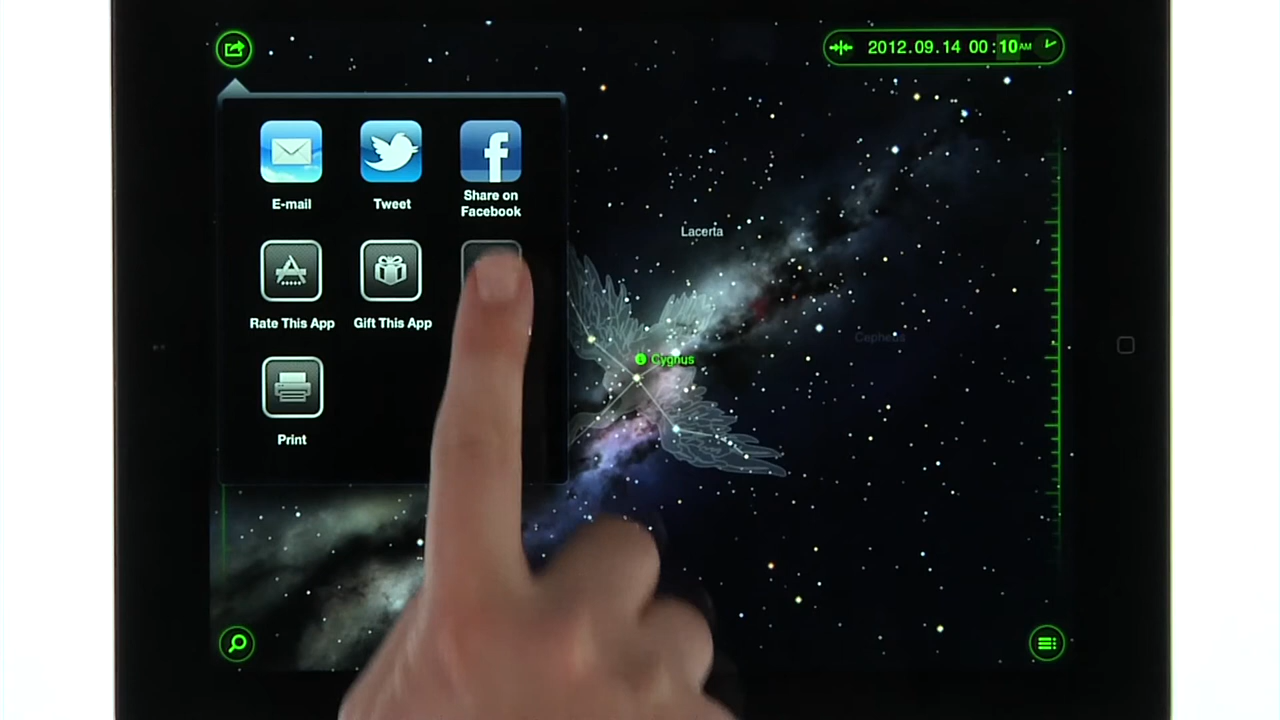 2012.09.14 00:10 AM
E-mail
Tweet
Share on
Facebook
Rate This App
Gift This App
Print
Lacerta
Cepheus
Cygnus